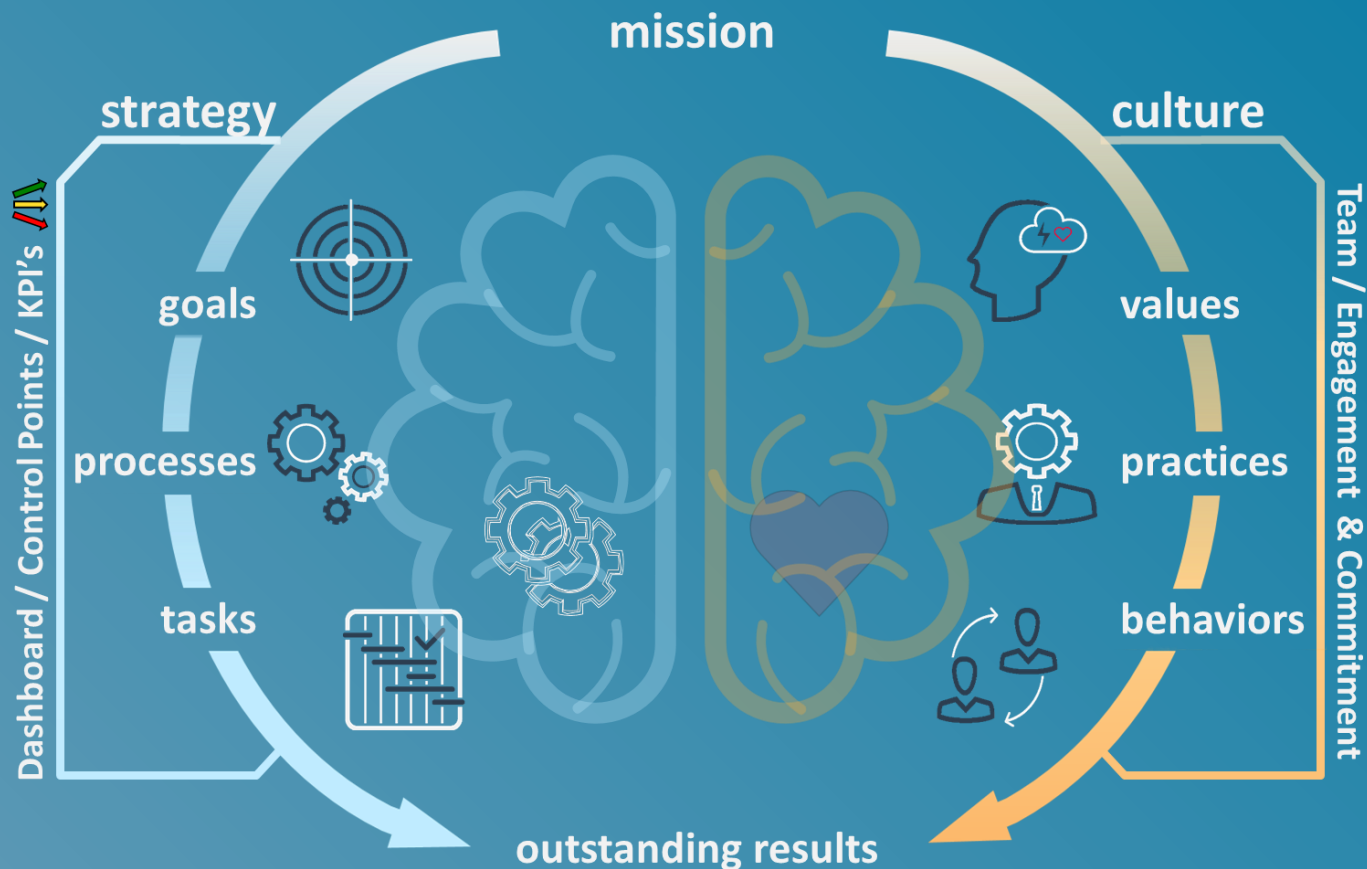 mission
strategy
culture
goals
values
processes
practices
tasks
behaviors
outstanding results
Dashboard / Control Points / KPI's
Team / Engagement & Commitment